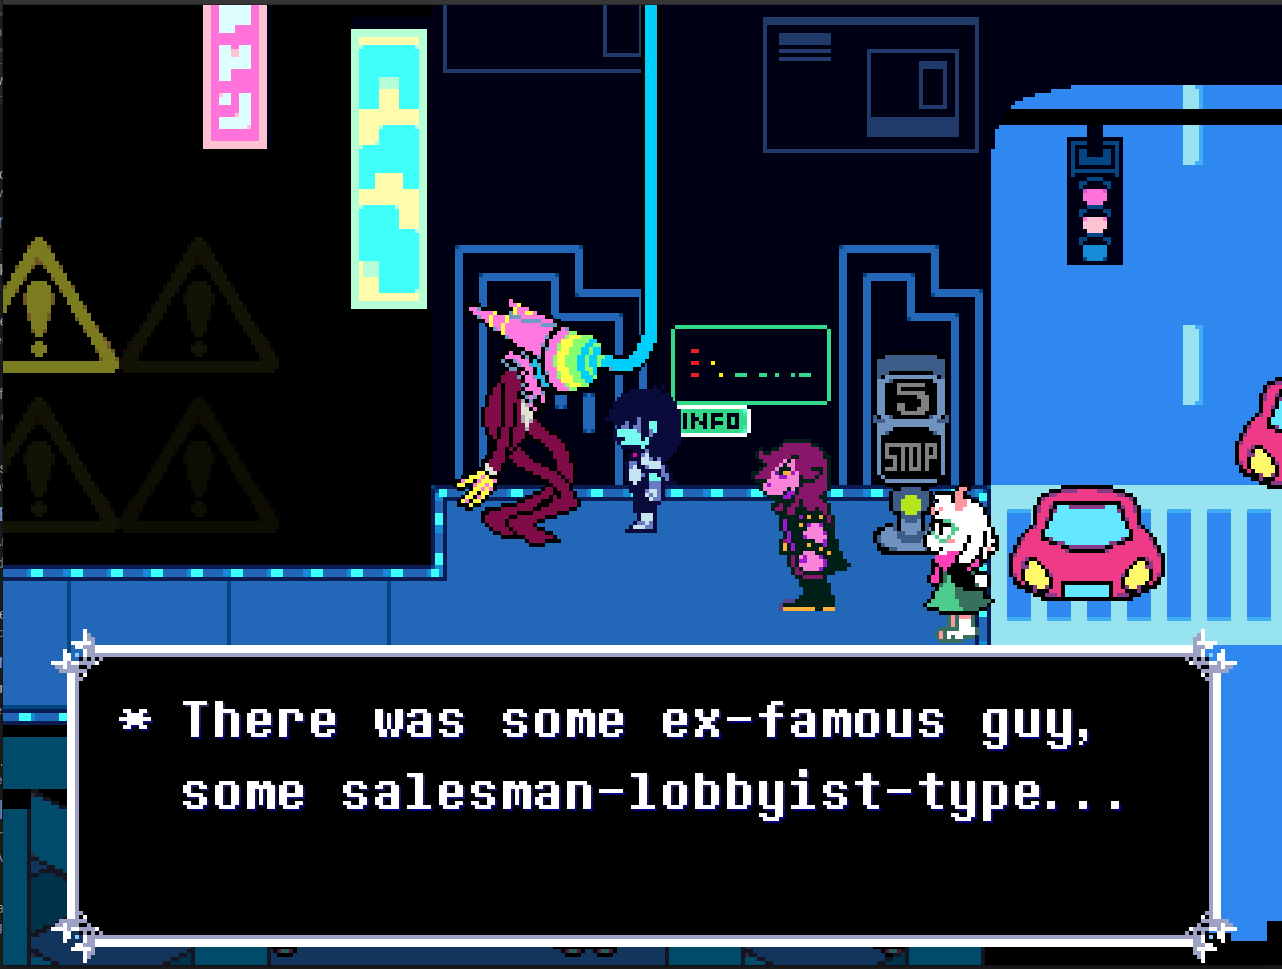 INFO
5
STOP
* There was some ex-famous guy,
some salesman-lobbyist-type...